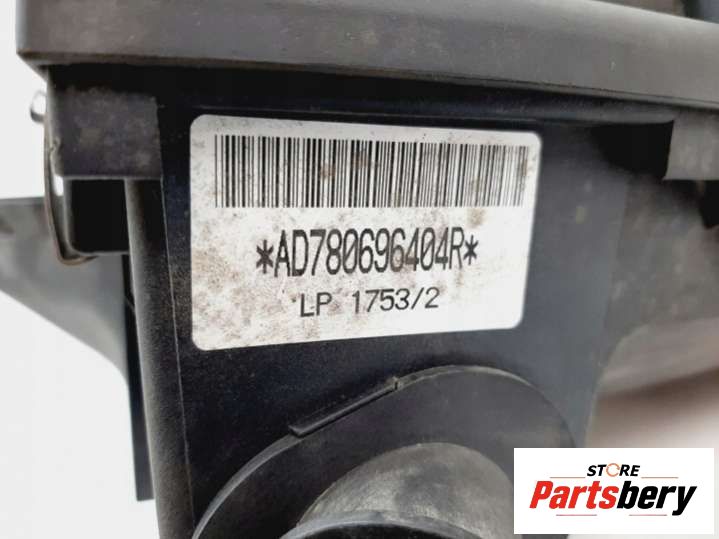 *AD780696404R*
LP 1753/2
STORE
Partsbery